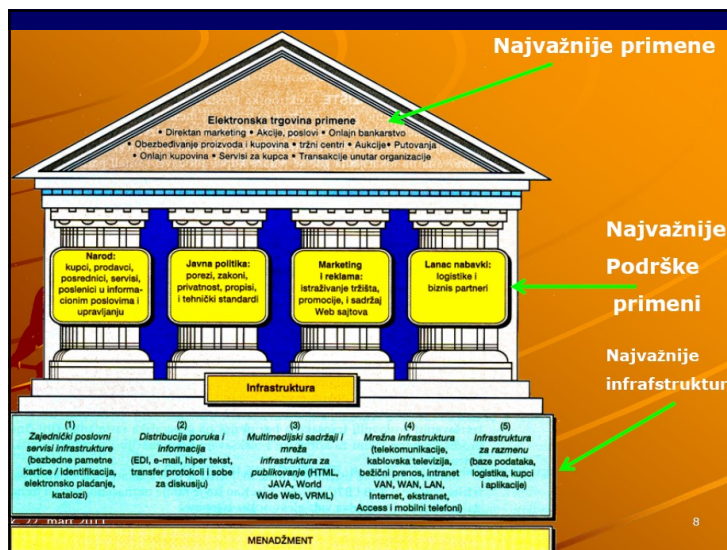 Najvažnije primene
Elektronska trgovina primene
• Direktan marketing • Akcije, poslovi • Onlajn bankarstvo
• Obezbeđivanje proizvoda i kupovina • tržni centri • Aukcije• Putovanja
• Onlajn kupovina • Servisi za kupca • Transakcije unutar organizacije
Narod:
kupci, prodavci,
posrednici, servisi,
poslenici u informa-
cionim poslovima i
upravljanju
Javna politika:
porezi, zakoni,
privatnost, propisi,
i tehnički standardi
Marketing
I reklama:
istraživanje tržišta,
promocije, i sadržaj
Web sajtova
Lanac nabavki:
logistike i
biznis partneri
Najvažnije
Podrške
primeni
Najvažnije
infrafstruktur
Infrastruktura
(1)
Zajednički poslovni
servisi infrastrukture
(bezbedne pametne
kartice / identifikacija,
elektronsko plaćanje,
katalozi)
(2)
Distribucija poruka i
informacija
(EDI, e-mail, hiper tekst,
transfer protokoli i sobe
za diskusiju)
(3)
Multimedijski sadržaji i
mreža
infrastruktura za
publikovanje (HTML,
JAVA, World
Wide Web, VRML)
(4)
Mrežna infrastruktura
(telekomunikacije,
kablovska televizija,
bežični prenos, intranet
VAN, WAN, LAN,
Internet, ekstranet,
Access i mobilni telefoni)
(5)
Infrastruktura
za razmenu
(baze podataka,
logistika, kupci
i aplikacije)
8
MENADŽMENT